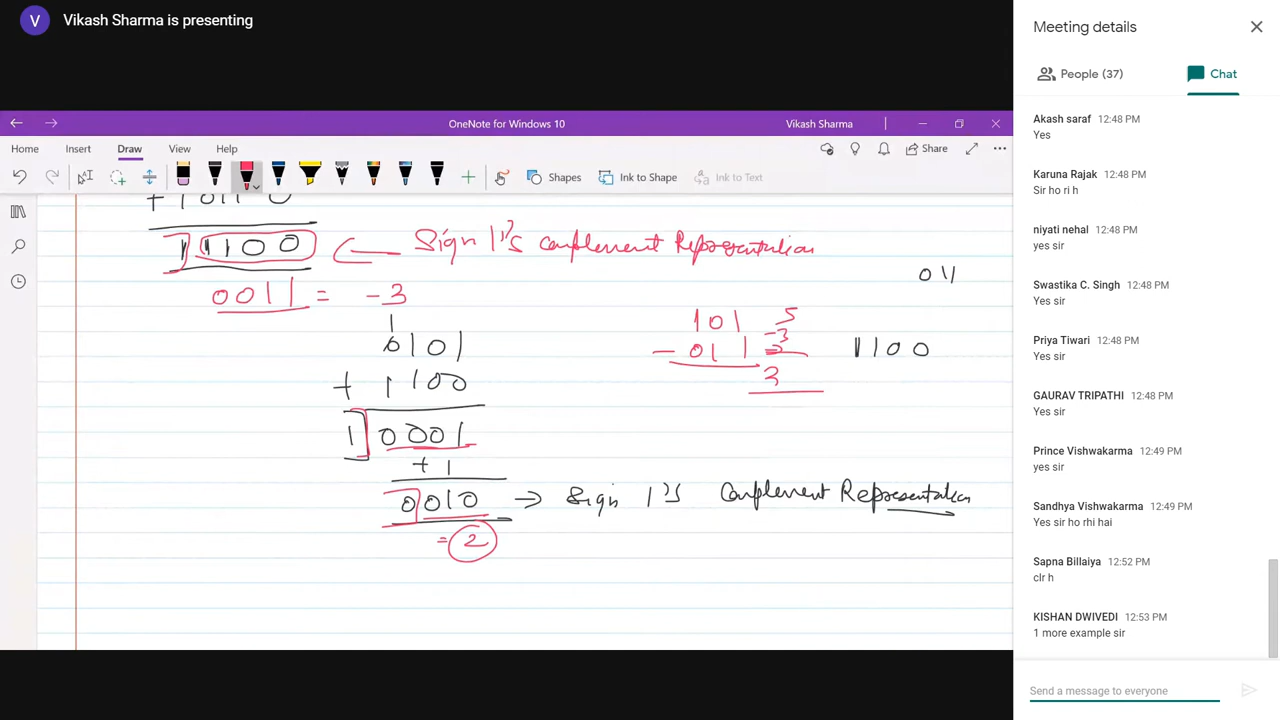 V
Vikash Sharma is presenting
OneNote for Windows 10
Vikash Sharma
Home Insert Draw View Help
Share
Shapes
Ink to Shape
Ink to Text
+ 10110
1 1100 Sign 1's complement Representation
0011 = -3
1
0101
+ 1100
1 0001
+ 1
0010 → Sign 1's Complement Representation
= 2
101 5
- 011 -3
3
011
1100
Meeting details
People (37)
Chat
Akash saraf 12:48 PM
Yes
Karuna Rajak 12:48 PM
Sir ho ri h
niyati nehal 12:48 PM
yes sir
Swastika C. Singh 12:48 PM
Yes sir
Priya Tiwari 12:48 PM
Yes sir
GAURAV TRIPATHI 12:48 PM
Yes sir
Prince Vishwakarma 12:49 PM
yes sir
Sandhya Vishwakarma 12:49 PM
Yes sir ho rhi hai
Sapna Billaiya 12:52 PM
clr h
KISHAN DWIVEDI 12:53 PM
1 more example sir
Send a message to everyone